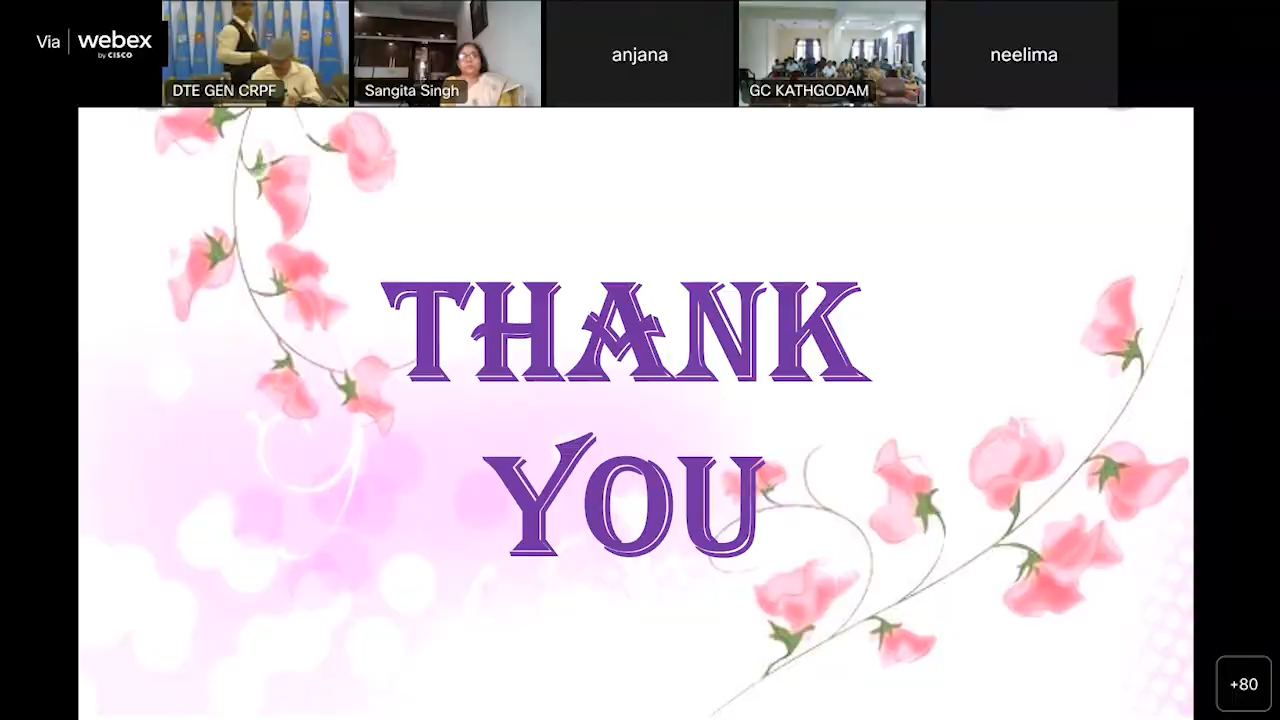 Via
webex
by CISCO
DTE GEN CRPF
Sangita Singh
anjana
GC KATHGODAM
neelima
THANK
YOU
+80